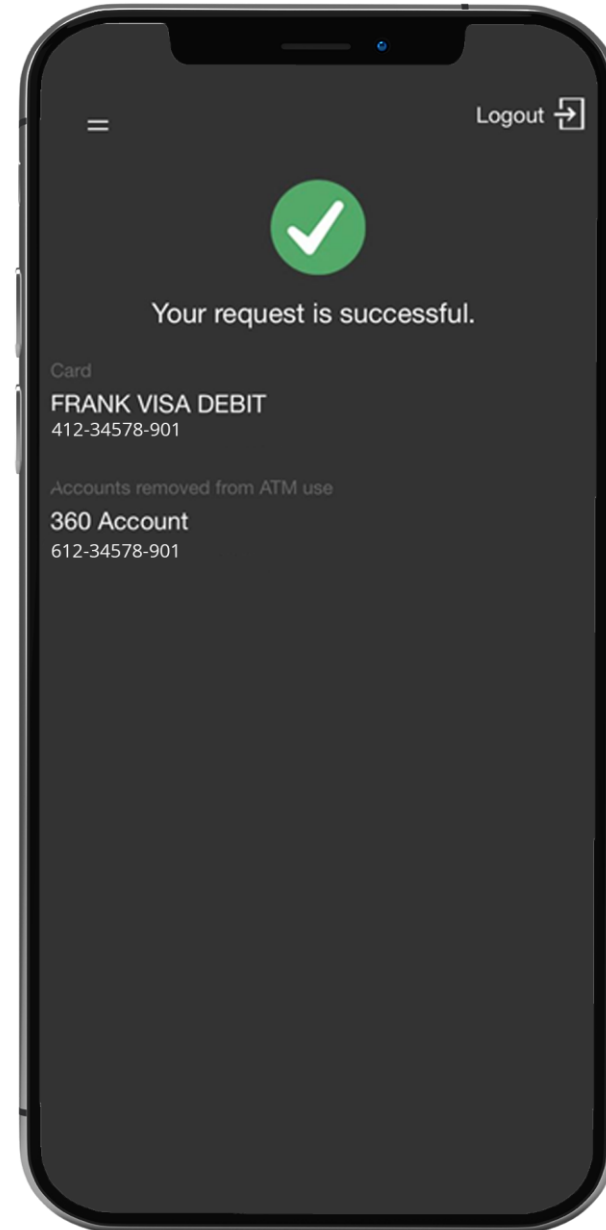 Logout
Your request is successful.
Card
FRANK VISA DEBIT
412-34578-901
Accounts removed from ATM use
360 Account
612-34578-901